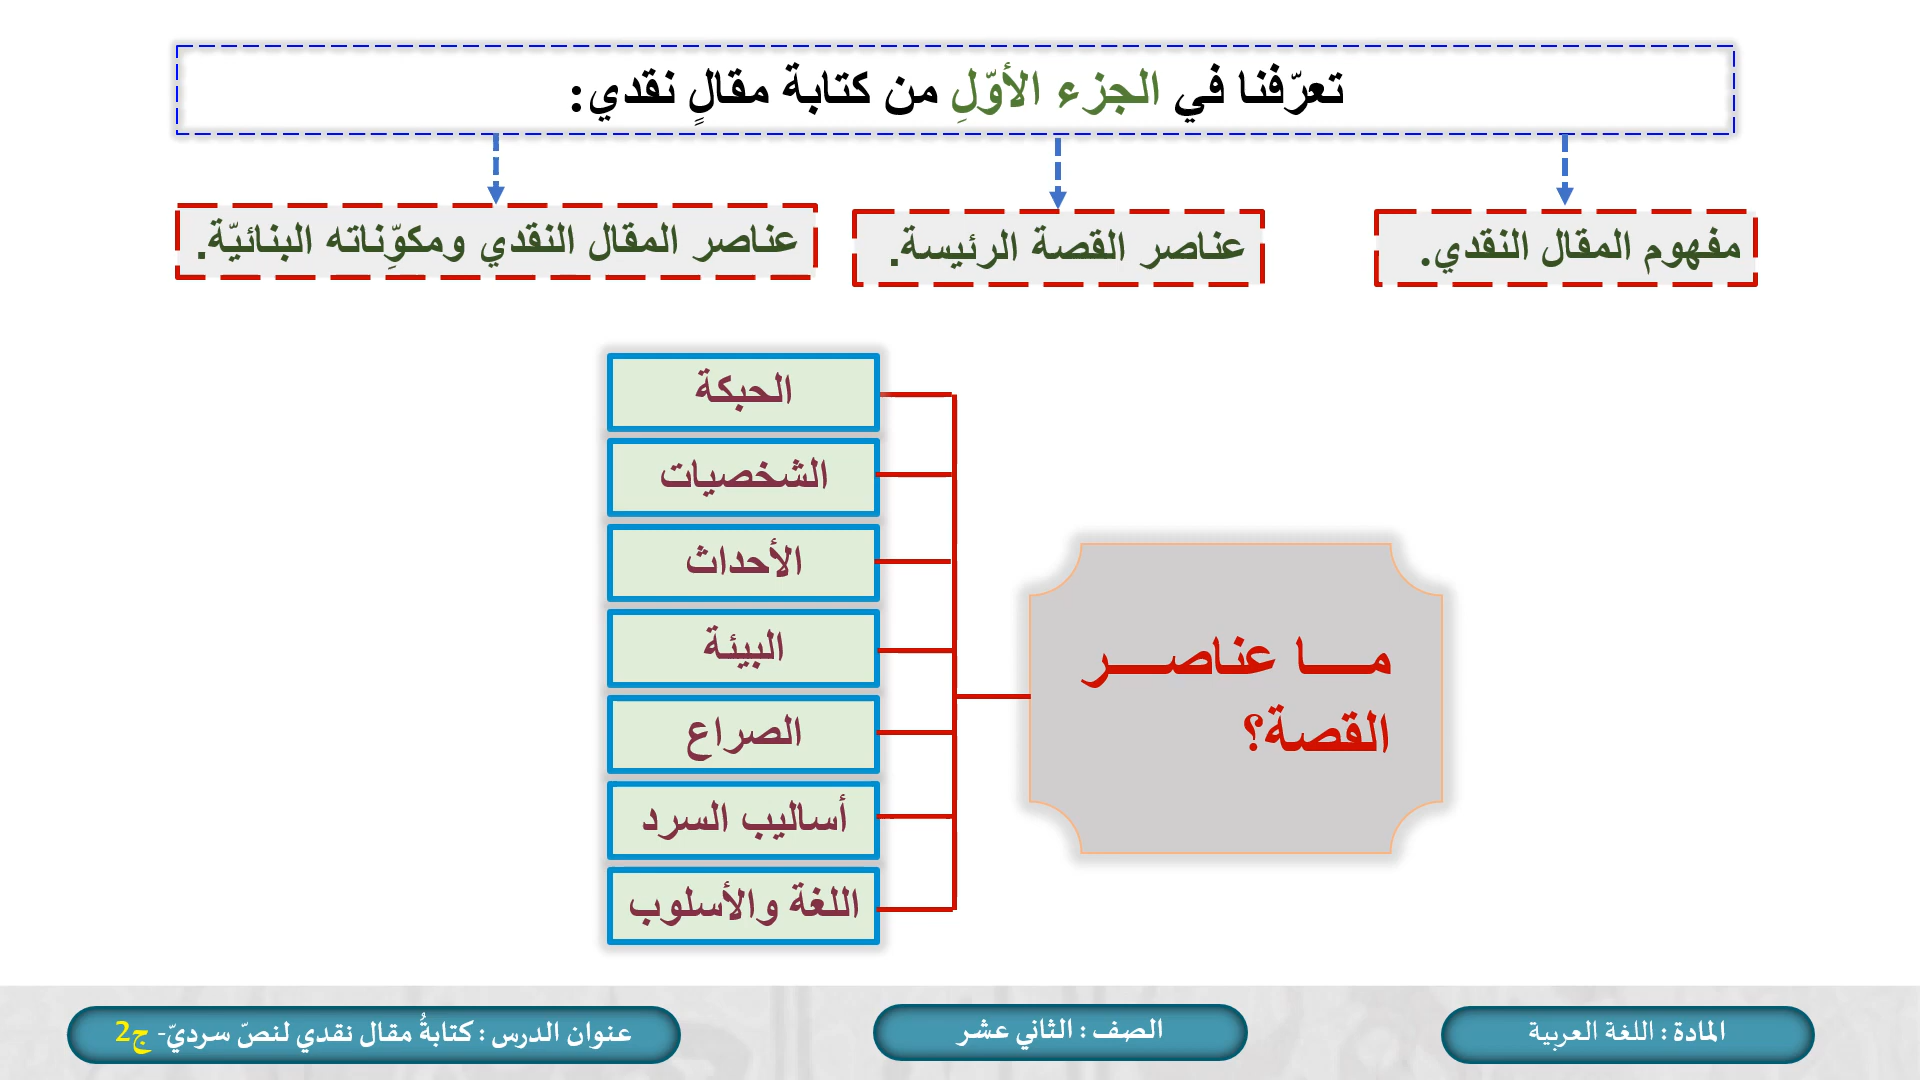 تعرّفنا في الجزء الأوّلِ من كتابة مقالٍ نقدي:
مفهوم المقال النقدي.
عناصر القصة الرئيسة.
عناصر المقال النقدي ومكوِّناته البنائيّة.
مـــــا عناصـــــر
القصة؟
الحبكة
الشخصيات
الأحداث
البيئة
الصراع
أساليب السرد
اللغة والأسلوب
المادة : اللغة العربية
الصف : الثاني عشر
عنوان الدرس : كتابةُ مقال نقدي لنصّ سرديّ- ج2